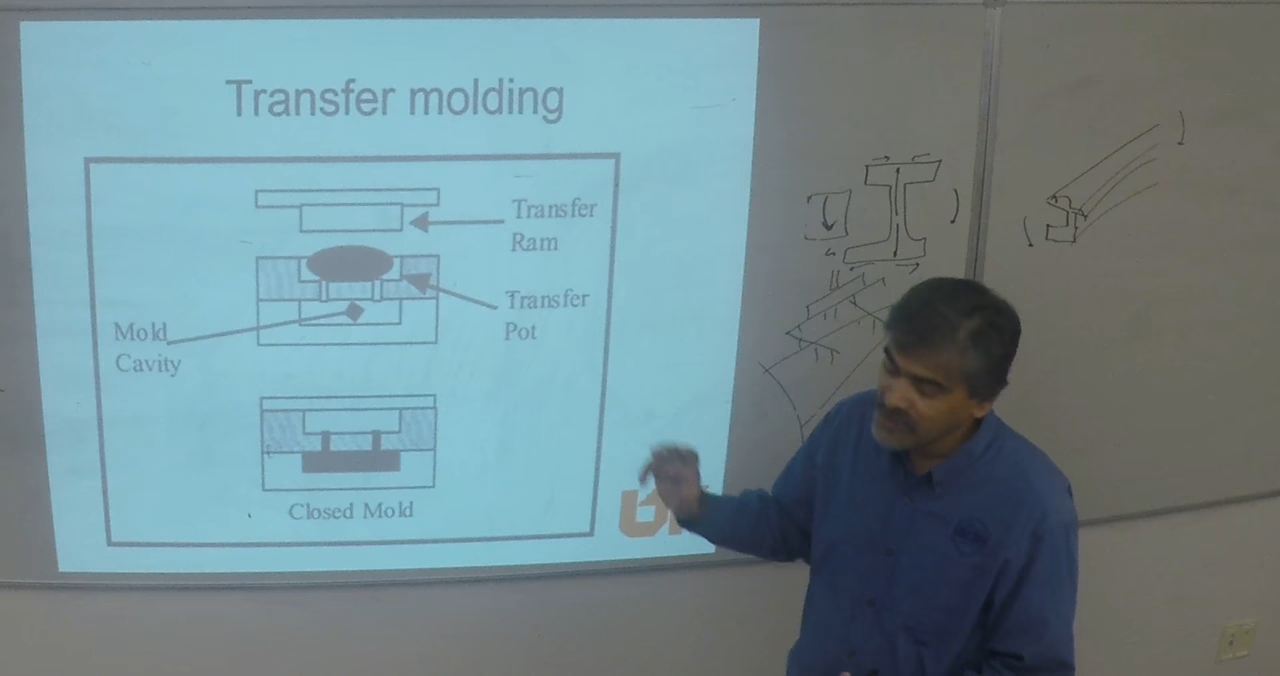 Transfer molding
Transfer
Ram
Transfer
Pot
Mold
Cavity
Closed Mold